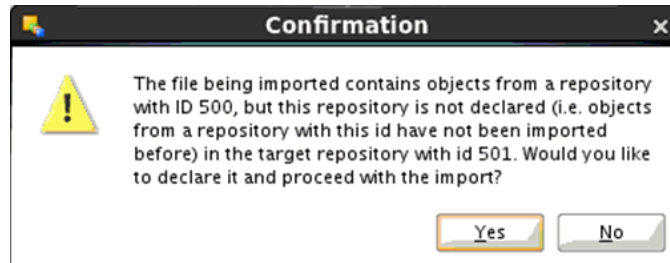 Confirmation
The file being imported contains objects from a repository
with ID 500, but this repository is not declared (i.e. objects
from a repository with this id have not been imported
before) in the target repository with id 501. Would you like
to declare it and proceed with the import?
Yes No